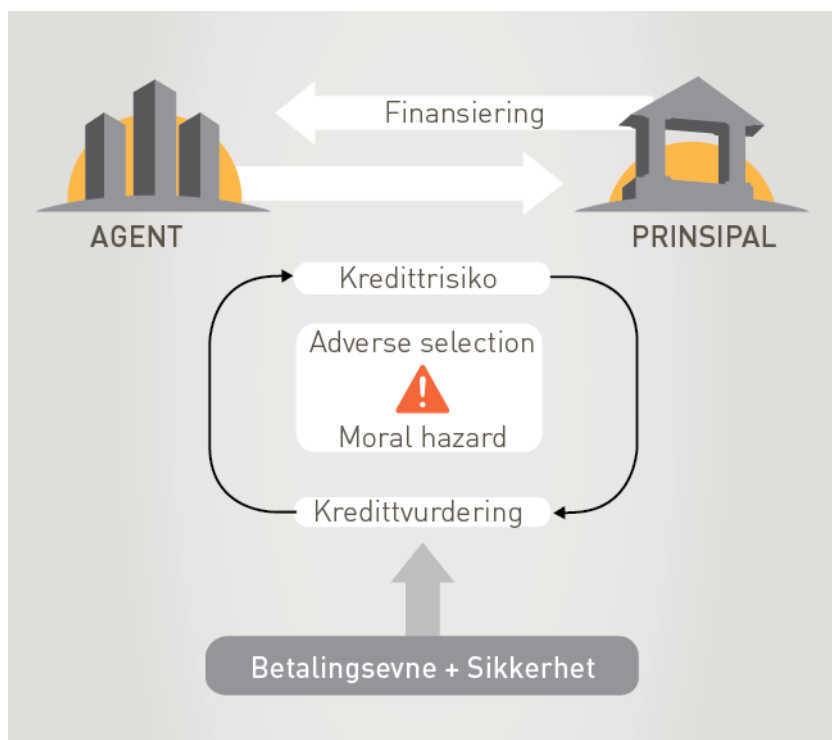 Finansiering
AGENT
PRINSIPAL
Kredittrisiko
Adverse selection
Moral hazard
Kredittvurdering
Betalingsevne + Sikkerhet